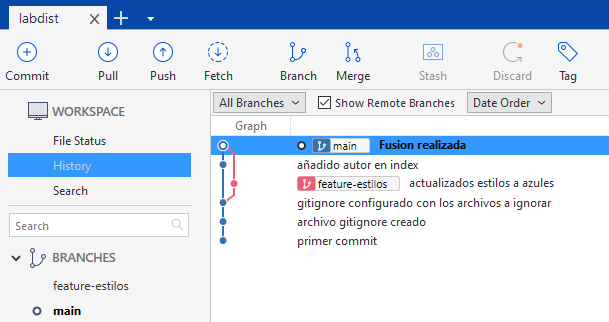 labdist
Commit Pull Push Fetch Branch Merge Stash Discard Tag
WORKSPACE
File Status
History
Search
Search
BRANCHES
feature-estilos
main
All Branches Show Remote Branches Date Order
Graph
main Fusion realizada
añadido autor en index
feature-estilos actualizados estilos a azules
gitignore configurado con los archivos a ignorar
archivo gitignore creado
primer commit